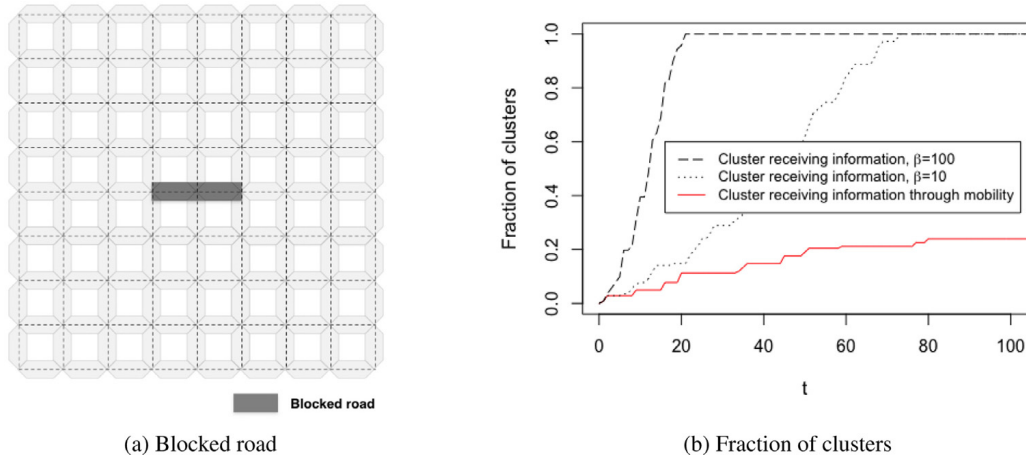 Blocked road
(a) Blocked road
Fraction of clusters
0.0 0.2 0.4 0.6 0.8 1.0
Cluster receiving information, β=100
Cluster receiving information, β=10
Cluster receiving information through mobility
0 20 40 60 80 100
t
(b) Fraction of clusters